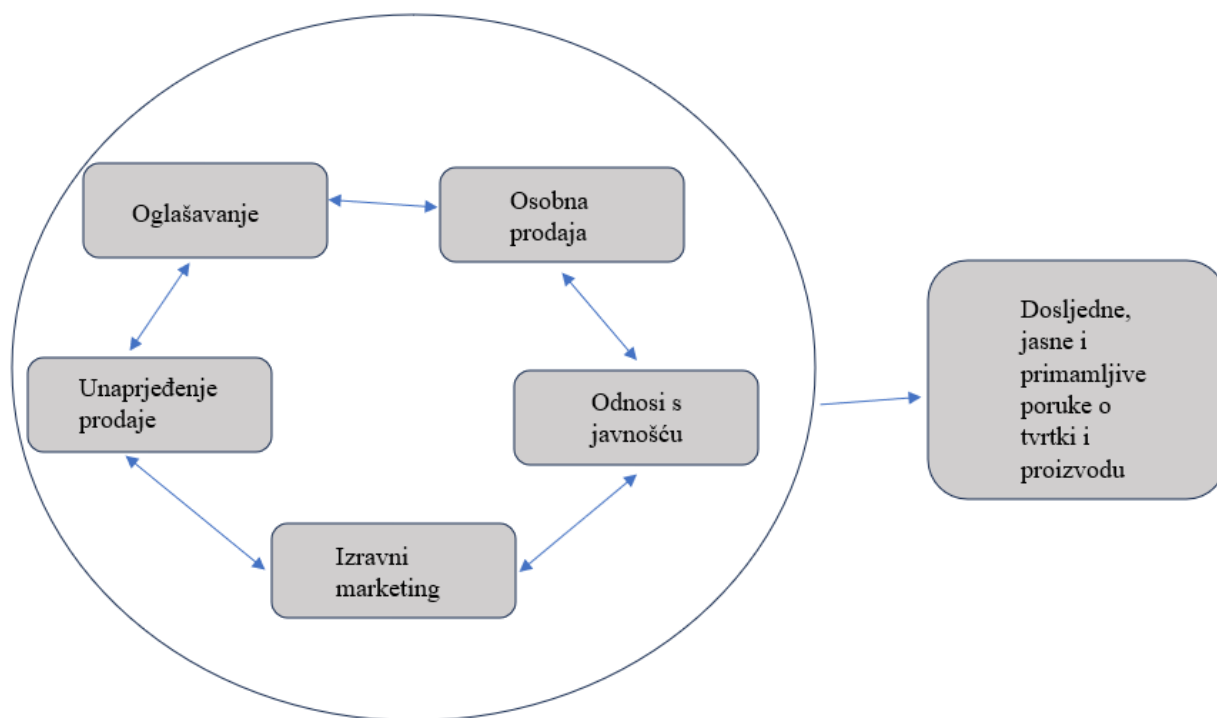 Oglašavanje
Osobna
prodaja
Unaprjeđenje
prodaje
Odnosi s
javnošću
Izravni
marketing
Dosljedne,
jasne i
primamljive
poruke o
tvrtki i
proizvodu